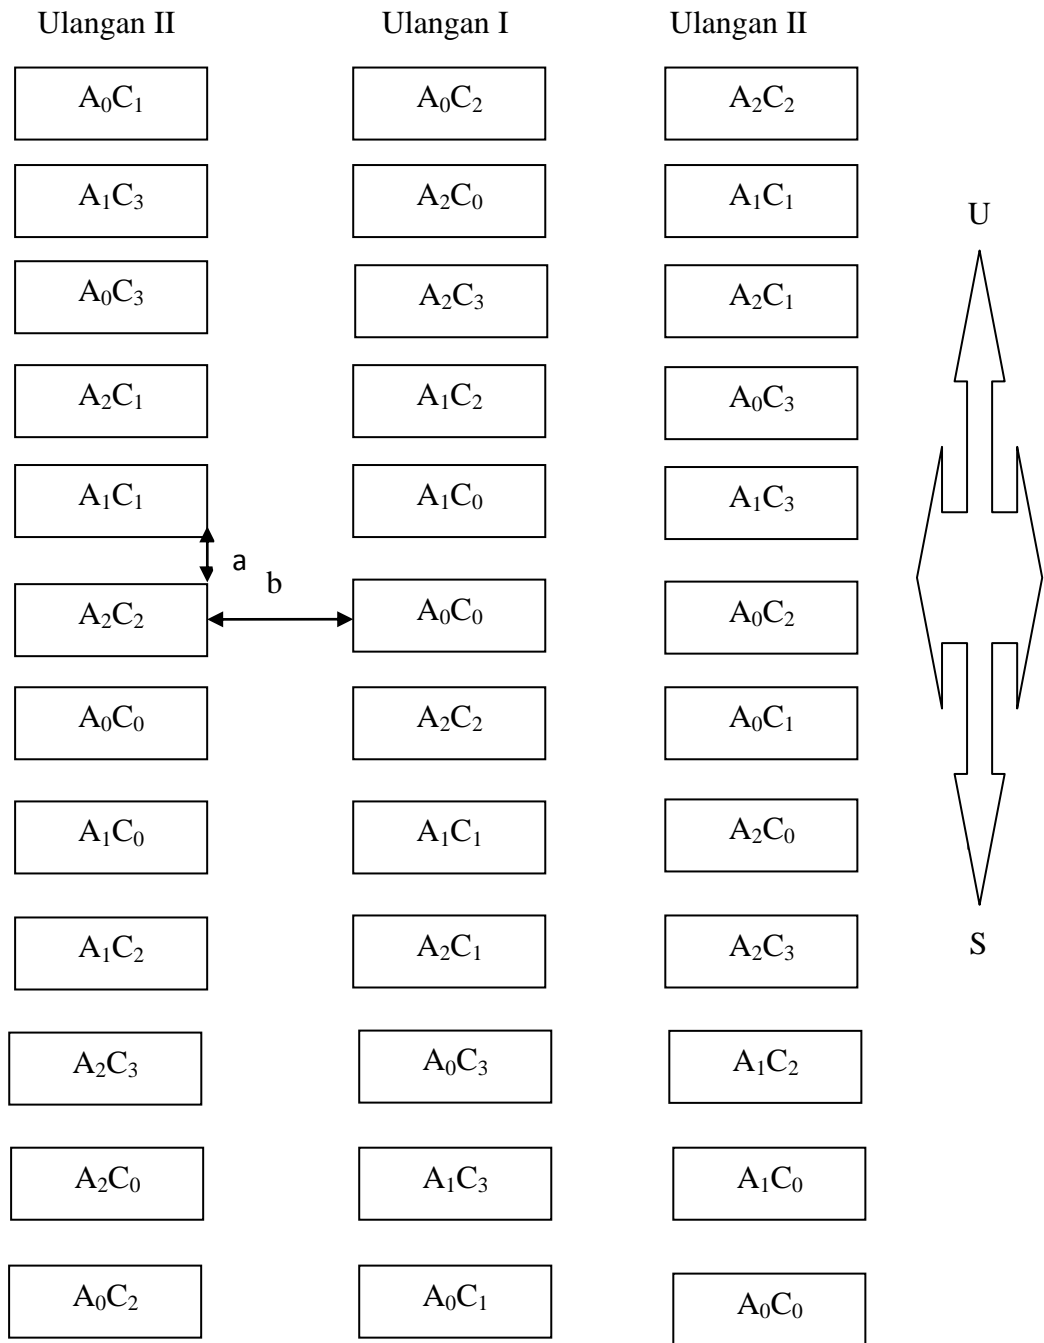 Ulangan II Ulangan I Ulangan II
A₀C₁ A₀C₂ A₂C₂
A₁C₃ A₂C₀ A₁C₁
U
A₀C₃ A₂C₃ A₂C₁
A₂C₁ A₁C₂ A₀C₃
A₁C₁ A₁C₀ A₁C₃
a
b
A₂C₂ A₀C₀ A₀C₂
A₀C₀ A₂C₂ A₀C₁
A₁C₀ A₁C₁ A₂C₀
A₁C₂ A₂C₁ A₂C₃
S
A₂C₃ A₀C₃ A₁C₂
A₂C₀ A₁C₃ A₁C₀
A₀C₂ A₀C₁ A₀C₀